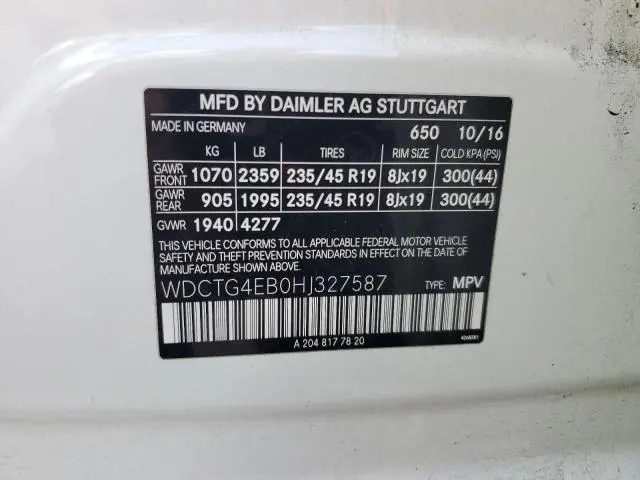 MFD BY DAIMLER AG STUTTGART
MADE IN GERMANY 650 10/16
KG LB TIRES RIM SIZE COLD KPA(PSI)
GAWR FRONT 1070 2359 235/45 R19 8Jx19 300(44)
GAWR REAR 905 1995 235/45 R19 8Jx19 300(44)
GVWR 1940 4277
THIS VEHICLE CONFORMS TO ALL APPLICABLE FEDERAL MOTOR VEHICLE
SAFETY AND THEFT PREVENTION STANDARDS IN EFFECT ON THE DATE OF
MANUFACTURE SHOWN ABOVE.
WDCTG4EB0HJ327587 TYPE: MPV
A 204 817 78 20